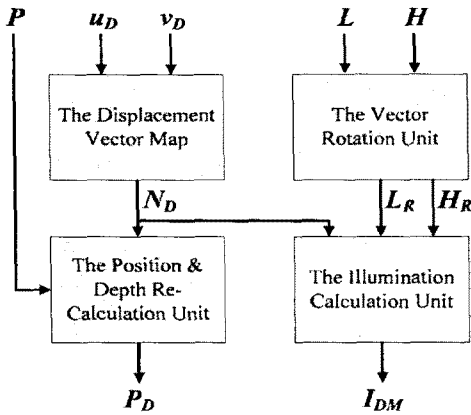 P u_D v_D L H
The Displacement
Vector Map
The Vector
Rotation Unit
N_D L_R H_R
The Position &
Depth Re-
Calculation Unit
The Illumination
Calculation Unit
P_D I_DM